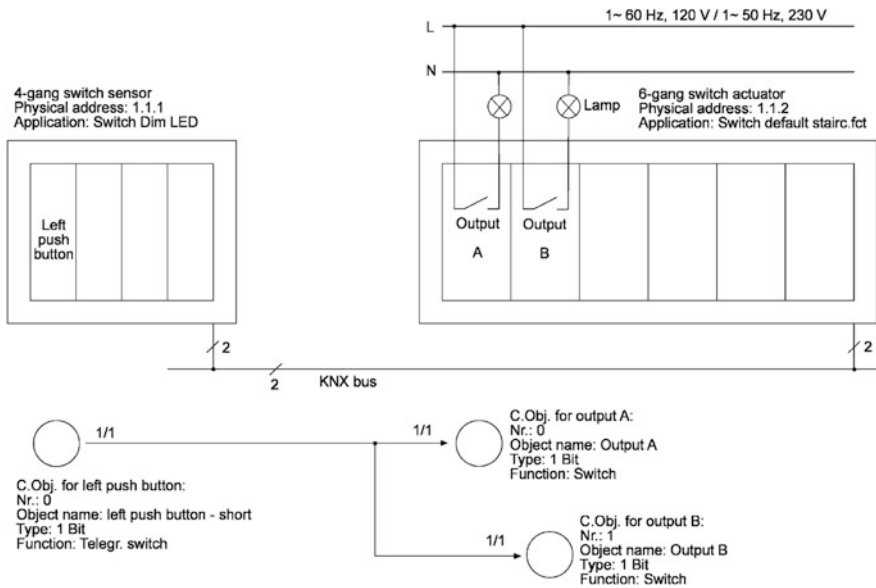 1~ 60 Hz, 120 V / 1~ 50 Hz, 230 V
L
N
4-gang switch sensor
Physical address: 1.1.1
Application: Switch Dim LED
Lamp
6-gang switch actuator
Physical address: 1.1.2
Application: Switch default stairc.fct
Left
push
button
Output
A
Output
B
2
2
2
KNX bus
1/1
1/1
C.Obj. for output A:
Nr.: 0
Object name: Output A
Type: 1 Bit
Function: Switch
C.Obj. for left push button:
Nr.: 0
Object name: left push button - short
Type: 1 Bit
Function: Telegr. switch
1/1
C.Obj. for output B:
Nr.: 1
Object name: Output B
Type: 1 Bit
Function: Switch